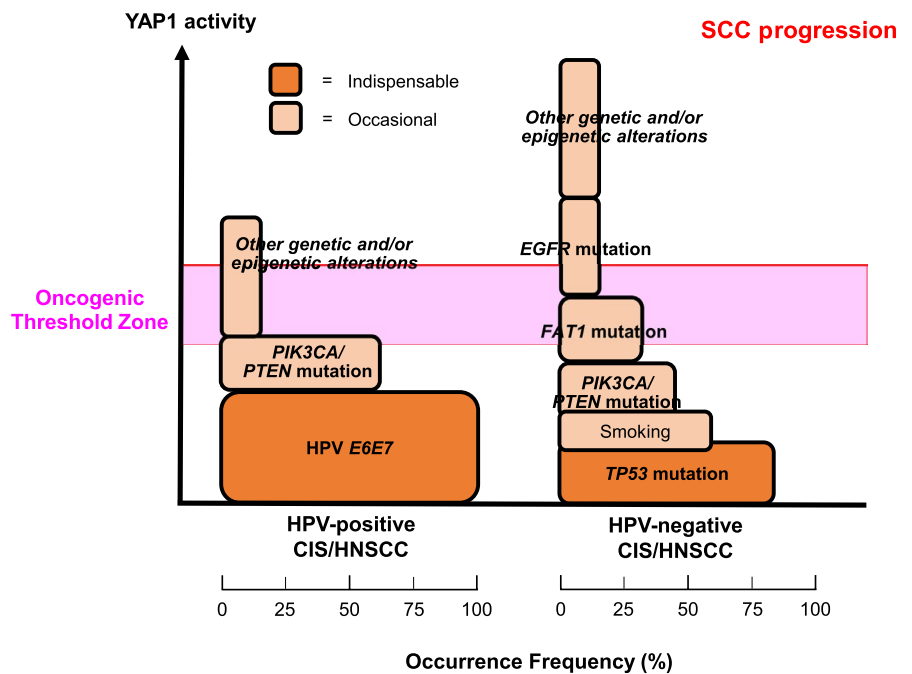 YAP1 activity
SCC progression
= Indispensable
= Occasional
Other genetic and/or
epigenetic alterations
EGFR mutation
Other genetic and/or
epigenetic alterations
Oncogenic
Threshold Zone
FAT1 mutation
PIK3CA/
PTEN mutation
PIK3CA/
PTEN mutation
Smoking
HPV E6E7
TP53 mutation
HPV-positive
CIS/HNSCC
HPV-negative
CIS/HNSCC
0 25 50 75 100
0 25 50 75 100
Occurrence Frequency (%)